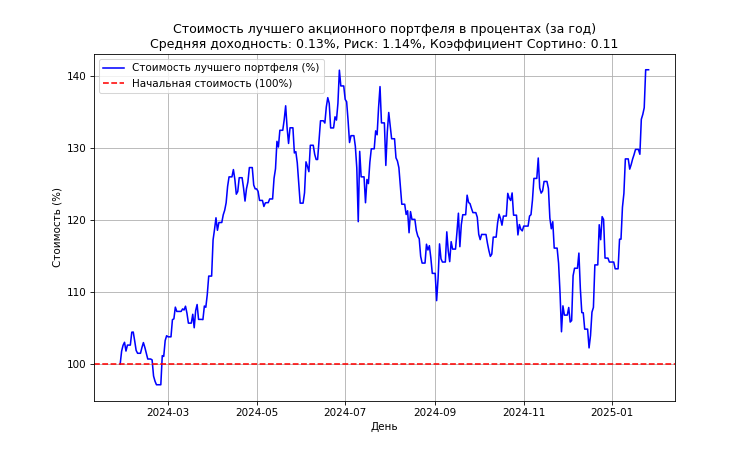 Стоимость лучшего акционного портфеля в процентах (за год)
Средняя доходность: 0.13%, Риск: 1.14%, Коэффициент Сортино: 0.11
Стоимость лучшего портфеля (%)
Начальная стоимость (100%)
Стоимость (%)
140
130
120
110
100
2024-03
2024-05
2024-07
2024-09
2024-11
2025-01
День